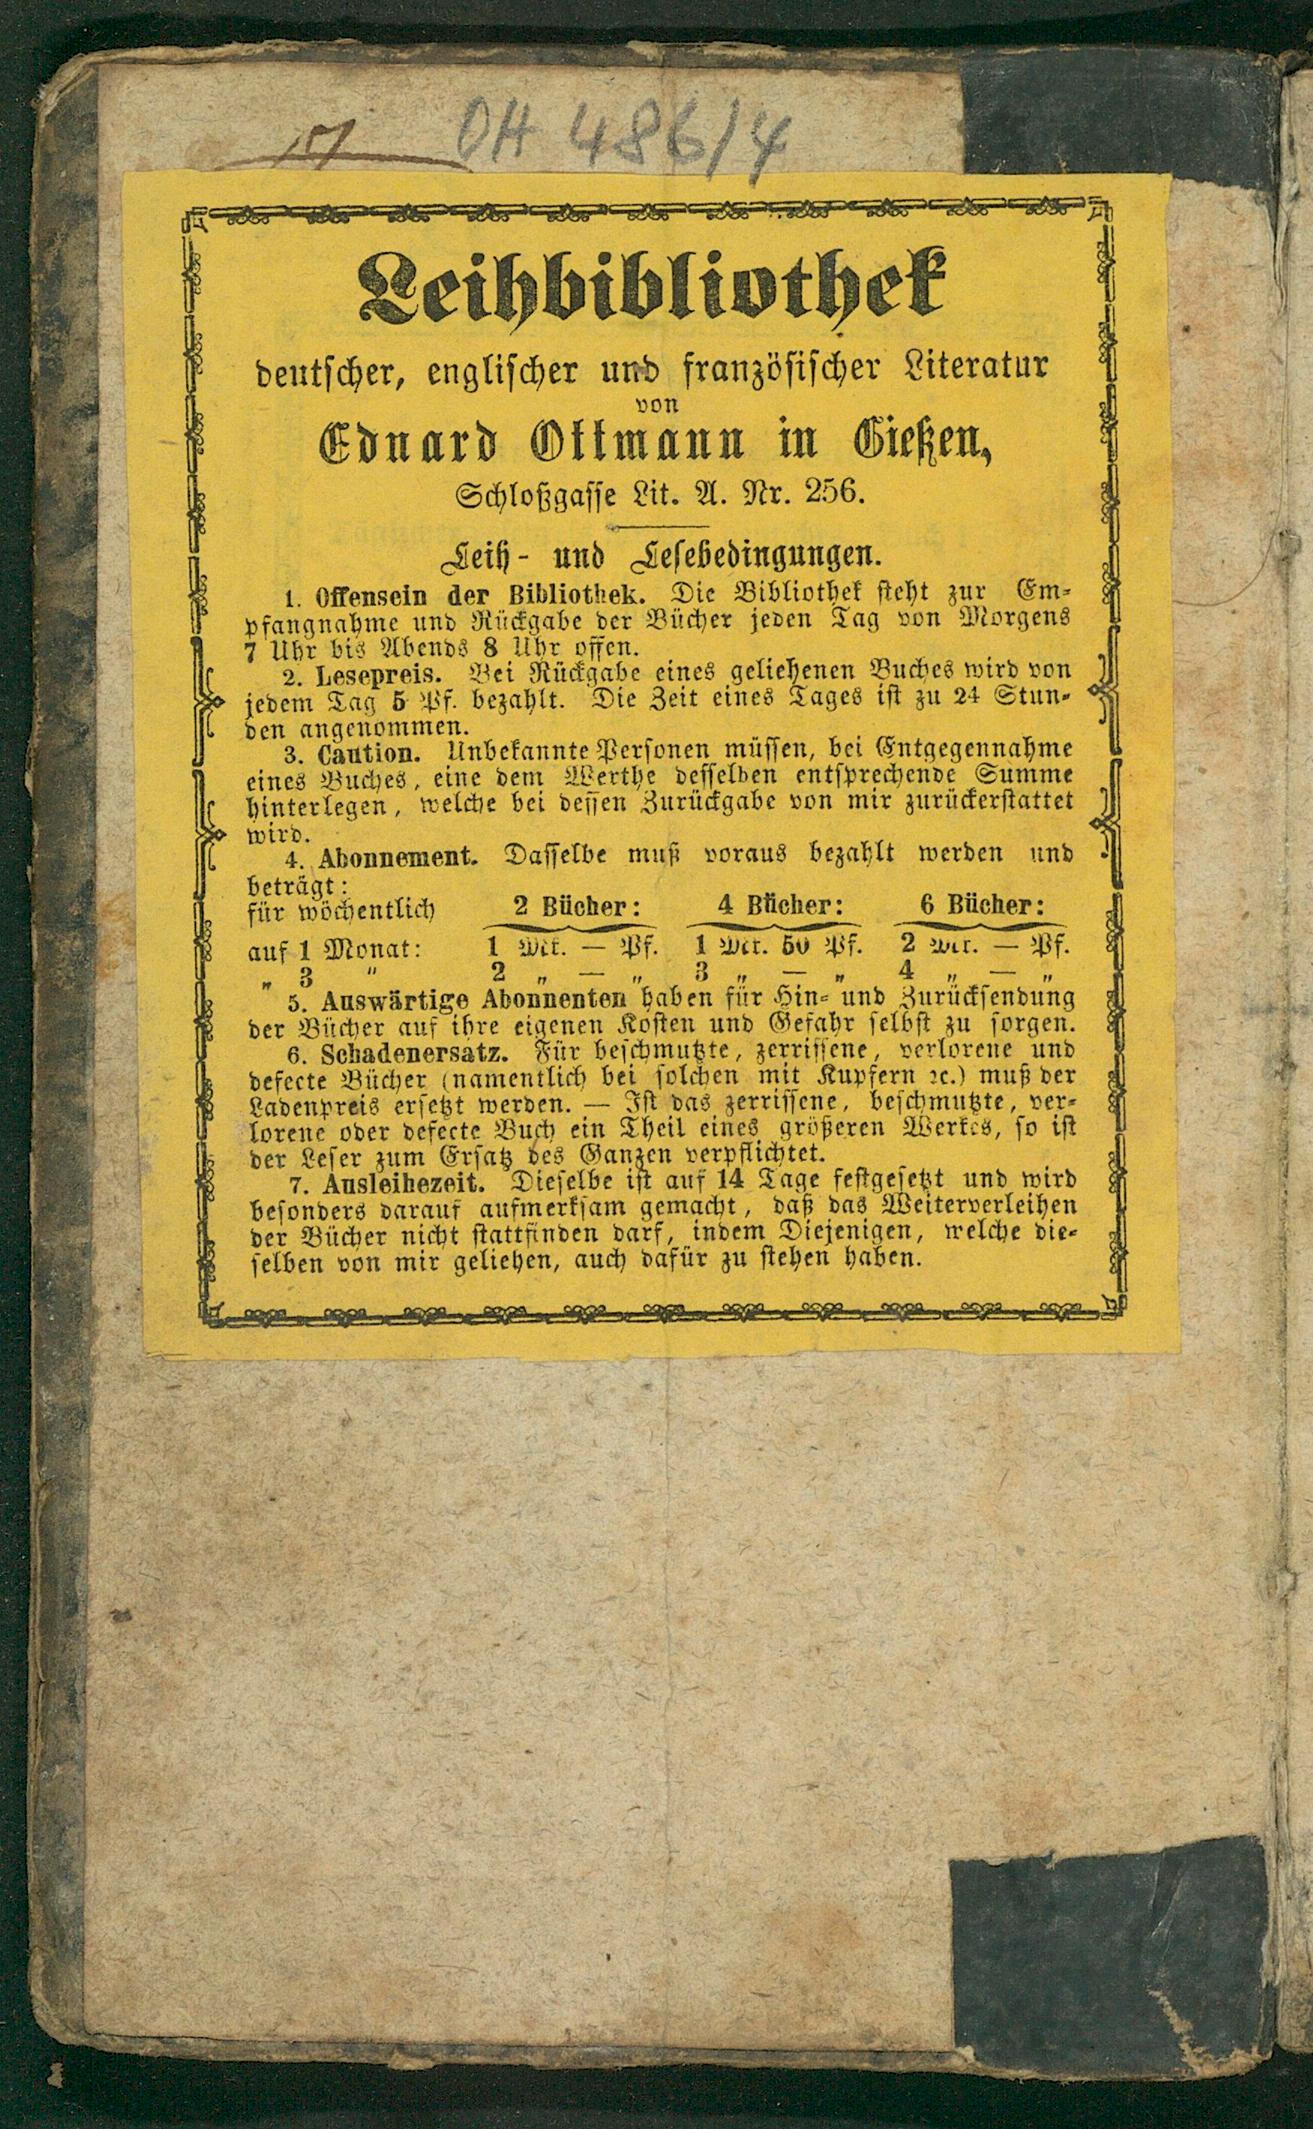 17
OH 486/4
Leihbibliothek
deutscher, englischer und französischer Literatur
von
Eduard Ottmann in Gießen,
Schloßgasse Lit. A. Nr. 256.
Leih- und Lesebedingungen.
1. Offensein der Bibliothek. Die Bibliothek steht zur Em-
pfangnahme und Rückgabe der Bücher jeden Tag von Morgens
7 Uhr bis Abends 8 Uhr offen.
2. Lesepreis. Bei Rückgabe eines geliehenen Buches wird von
jedem Tag 5 Pf. bezahlt. Die Zeit eines Tages ist zu 24 Stun-
den angenommen.
3. Caution. Unbekannte Personen müssen, bei Entgegennahme
eines Buches, eine dem Werthe desselben entsprechende Summe
hinterlegen, welche bei dessen Zurückgabe von mir zurückerstattet
wird.
4. Abonnement. Dasselbe muß voraus bezahlt werden und
beträgt:
für wöchentlich 2 Bücher: 4 Bücher: 6 Bücher:
auf 1 Monat: 1 Mk. — Pf. 1 Mk. 50 Pf. 2 Mk. — Pf.
„ 3 " 2 „ — „ 3 „ — „ 4 „ — „
5. Auswärtige Abonnenten haben für Hin- und Zurücksendung
der Bücher auf ihre eigenen Kosten und Gefahr selbst zu sorgen.
6. Schadenersatz. Für beschmutzte, zerrissene, verlorene und
defecte Bücher (namentlich bei solchen mit Kupfern ꝛc.) muß der
Ladenpreis ersetzt werden. — Ist das zerrissene, beschmutzte, ver-
lorene oder defecte Buch ein Theil eines größeren Werkes, so ist
der Leser zum Ersatz des Ganzen verpflichtet.
7. Ausleihezeit. Dieselbe ist auf 14 Tage festgesetzt und wird
besonders darauf aufmerksam gemacht, daß das Weiterverleihen
der Bücher nicht stattfinden darf, indem Diejenigen, welche die-
selben von mir geliehen, auch dafür zu stehen haben.